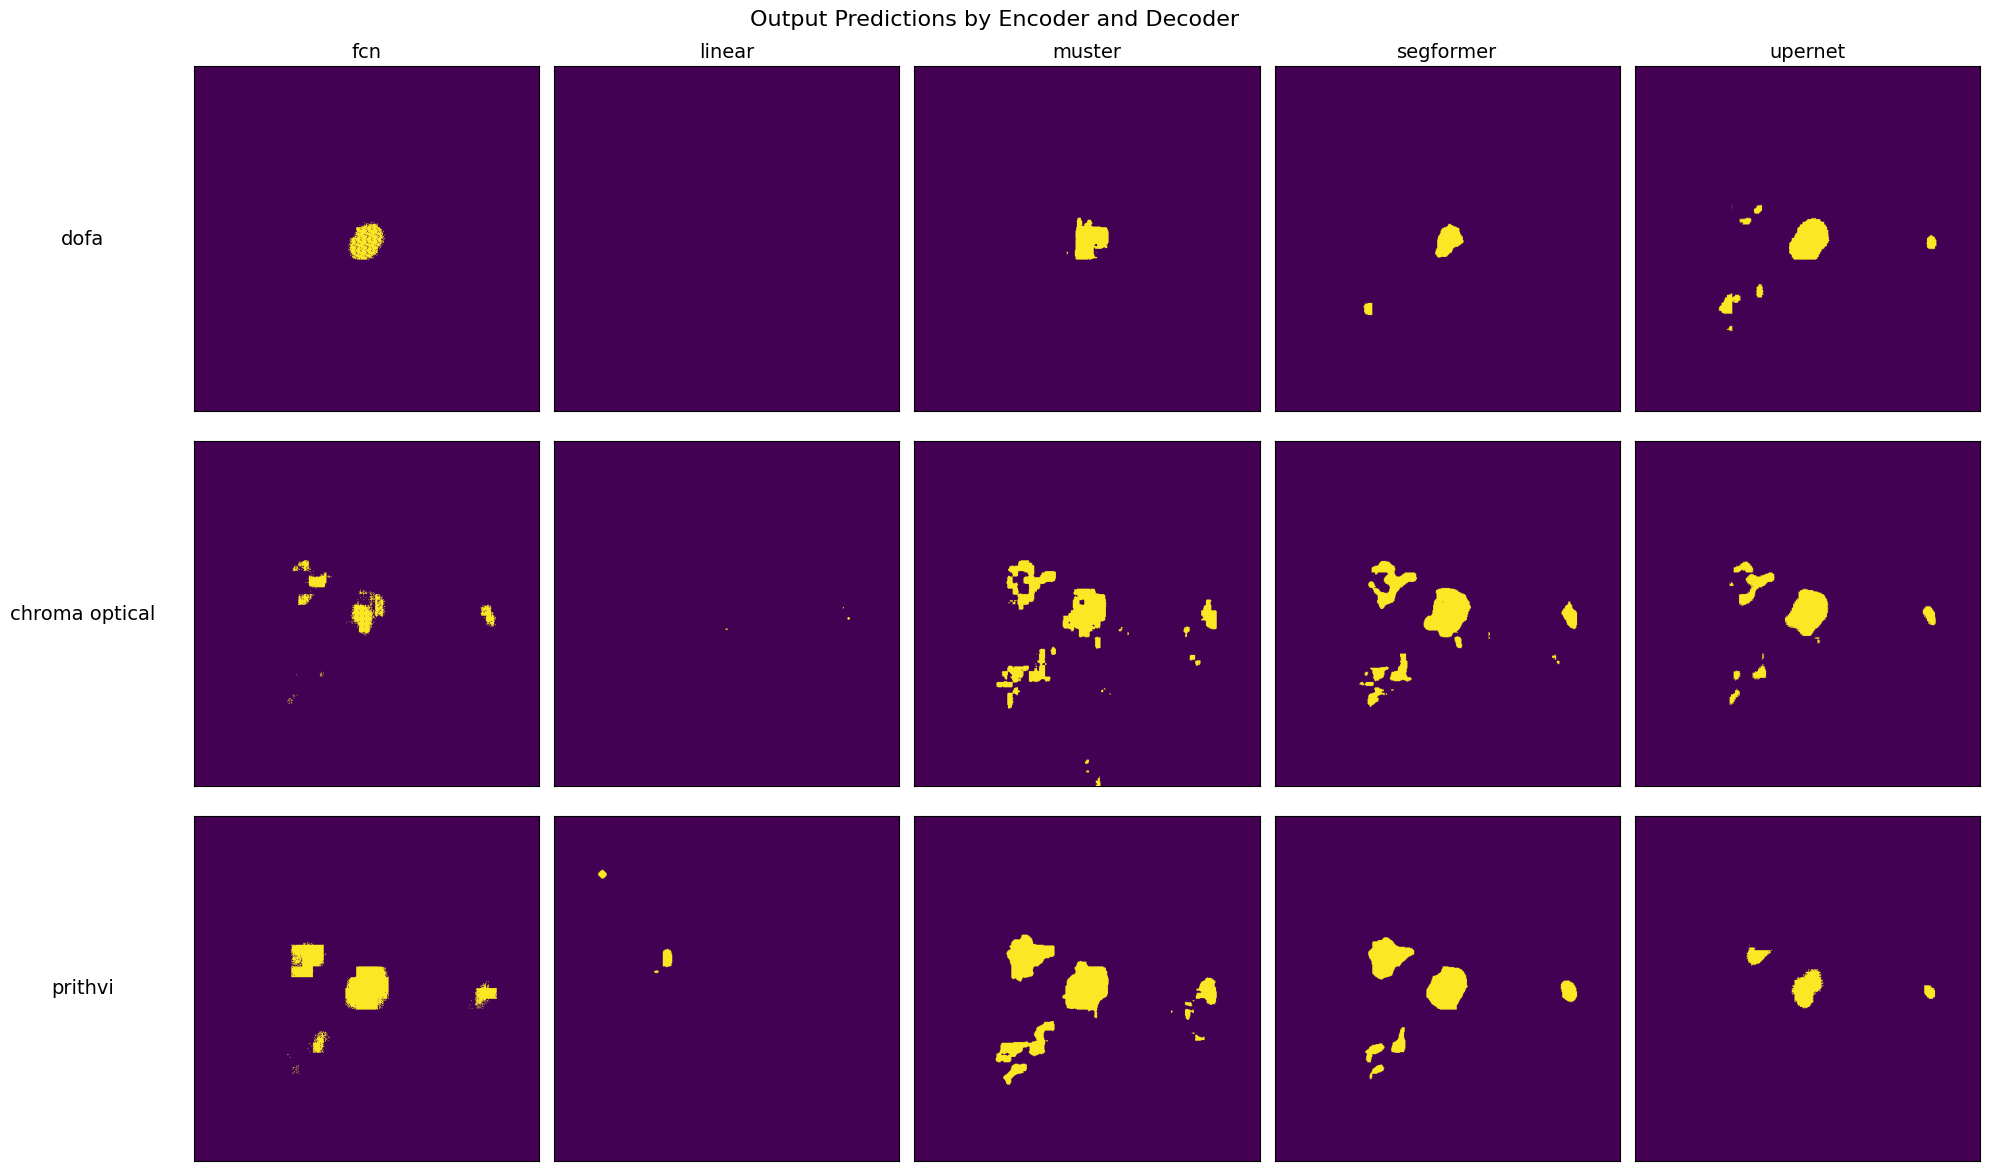 Output Predictions by Encoder and Decoder
fcn linear muster segformer upernet
dofa
chroma optical
prithvi